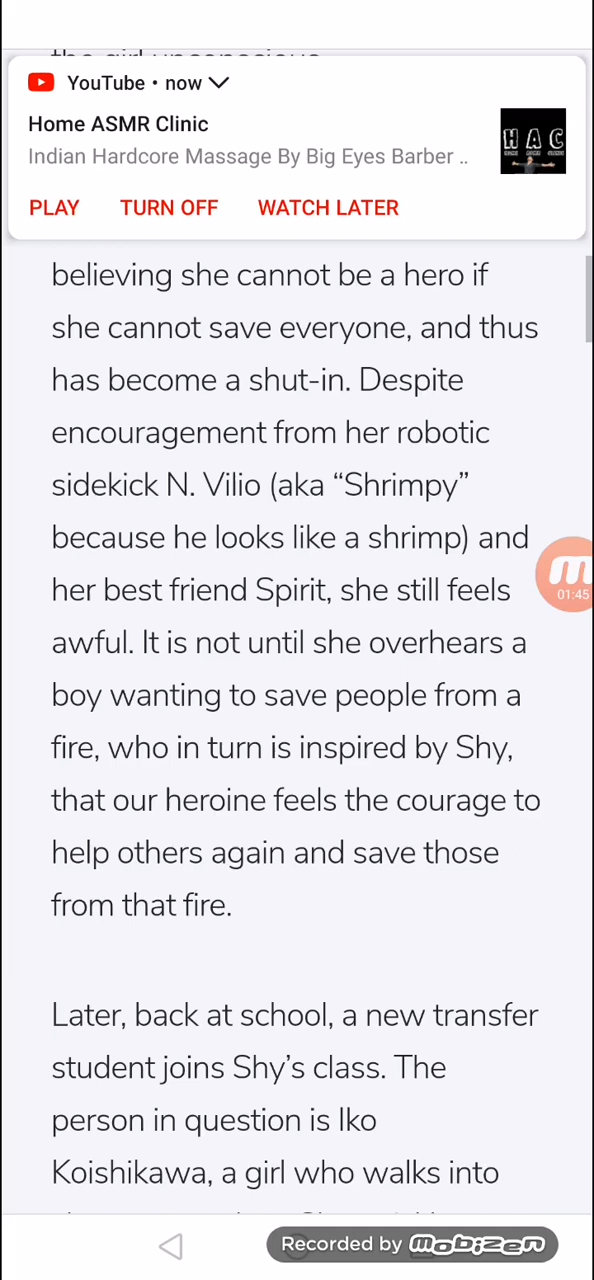 YouTube • now
Home ASMR Clinic
Indian Hardcore Massage By Big Eyes Barber ..
HAC
PLAY TURN OFF WATCH LATER
believing she cannot be a hero if
she cannot save everyone, and thus
has become a shut-in. Despite
encouragement from her robotic
sidekick N. Vilio (aka “Shrimpy”
because he looks like a shrimp) and
her best friend Spirit, she still feels
01:45
awful. It is not until she overhears a
boy wanting to save people from a
fire, who in turn is inspired by Shy,
that our heroine feels the courage to
help others again and save those
from that fire.
Later, back at school, a new transfer
student joins Shy’s class. The
person in question is Iko
Koishikawa, a girl who walks into
Recorded by mobizen